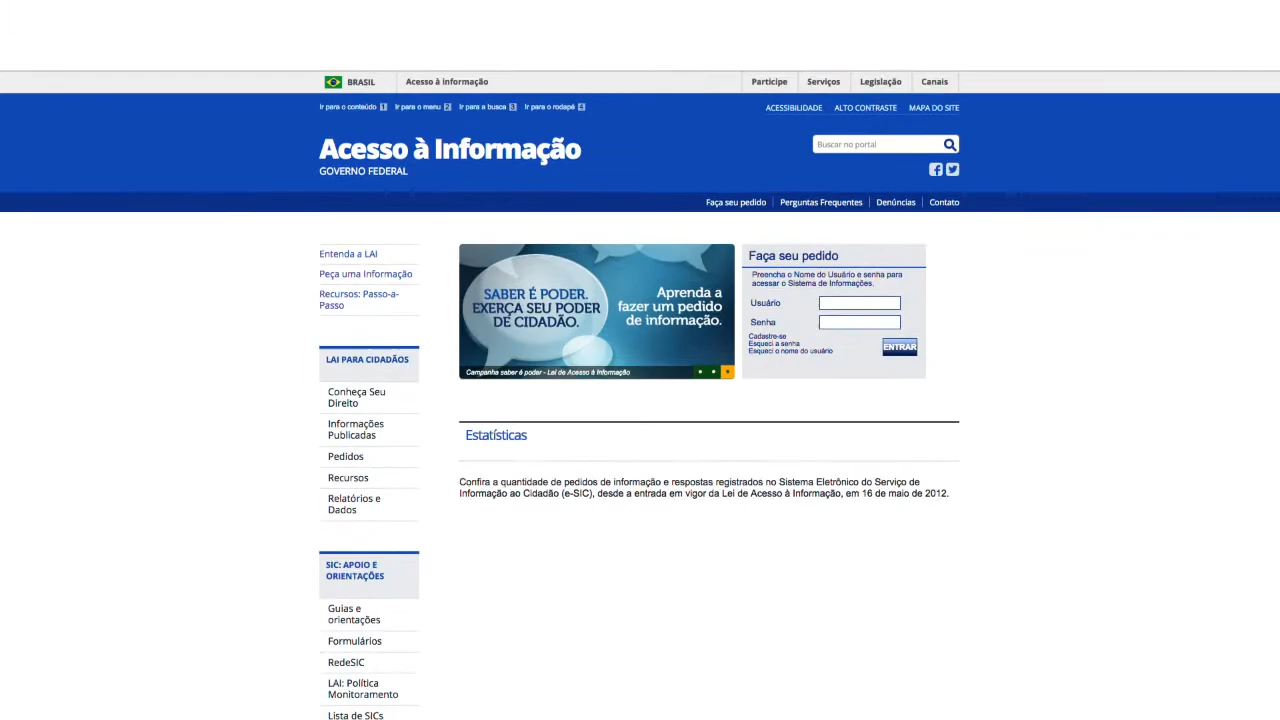 BRASIL
Acesso à informação
Participe
Serviços
Legislação
Canais
Ir para o conteúdo 1
Ir para o menu 2
Ir para a busca 3
Ir para o rodapé 4
ACESSIBILIDADE
ALTO CONTRASTE
MAPA DO SITE
Acesso à Informação
GOVERNO FEDERAL
Buscar no portal
Faça seu pedido
Perguntas Frequentes
Denúncias
Contato
Entenda a LAI
Peça uma Informação
Recursos: Passo-a-
Passo
LAI PARA CIDADÃOS
Conheça Seu
Direito
Informações
Publicadas
Pedidos
Recursos
Relatórios e
Dados
SIC: APOIO E
ORIENTAÇÕES
Guias e
orientações
Formulários
RedeSIC
LAI: Política
Monitoramento
Lista de SICs
SABER É PODER.
EXERÇA SEU PODER
DE CIDADÃO.
Aprenda a
fazer um pedido
de informação.
Campanha saber é poder - Lei de Acesso à Informação
Faça seu pedido
Preencha o Nome do Usuário e senha para
acessar o Sistema de Informações.
Usuário
Senha
Cadastre-se
Esqueci a senha
Esqueci o nome do usuário
ENTRAR
Estatísticas
Confira a quantidade de pedidos de informação e respostas registrados no Sistema Eletrônico do Serviço de
Informação ao Cidadão (e-SIC), desde a entrada em vigor da Lei de Acesso à Informação, em 16 de maio de 2012.